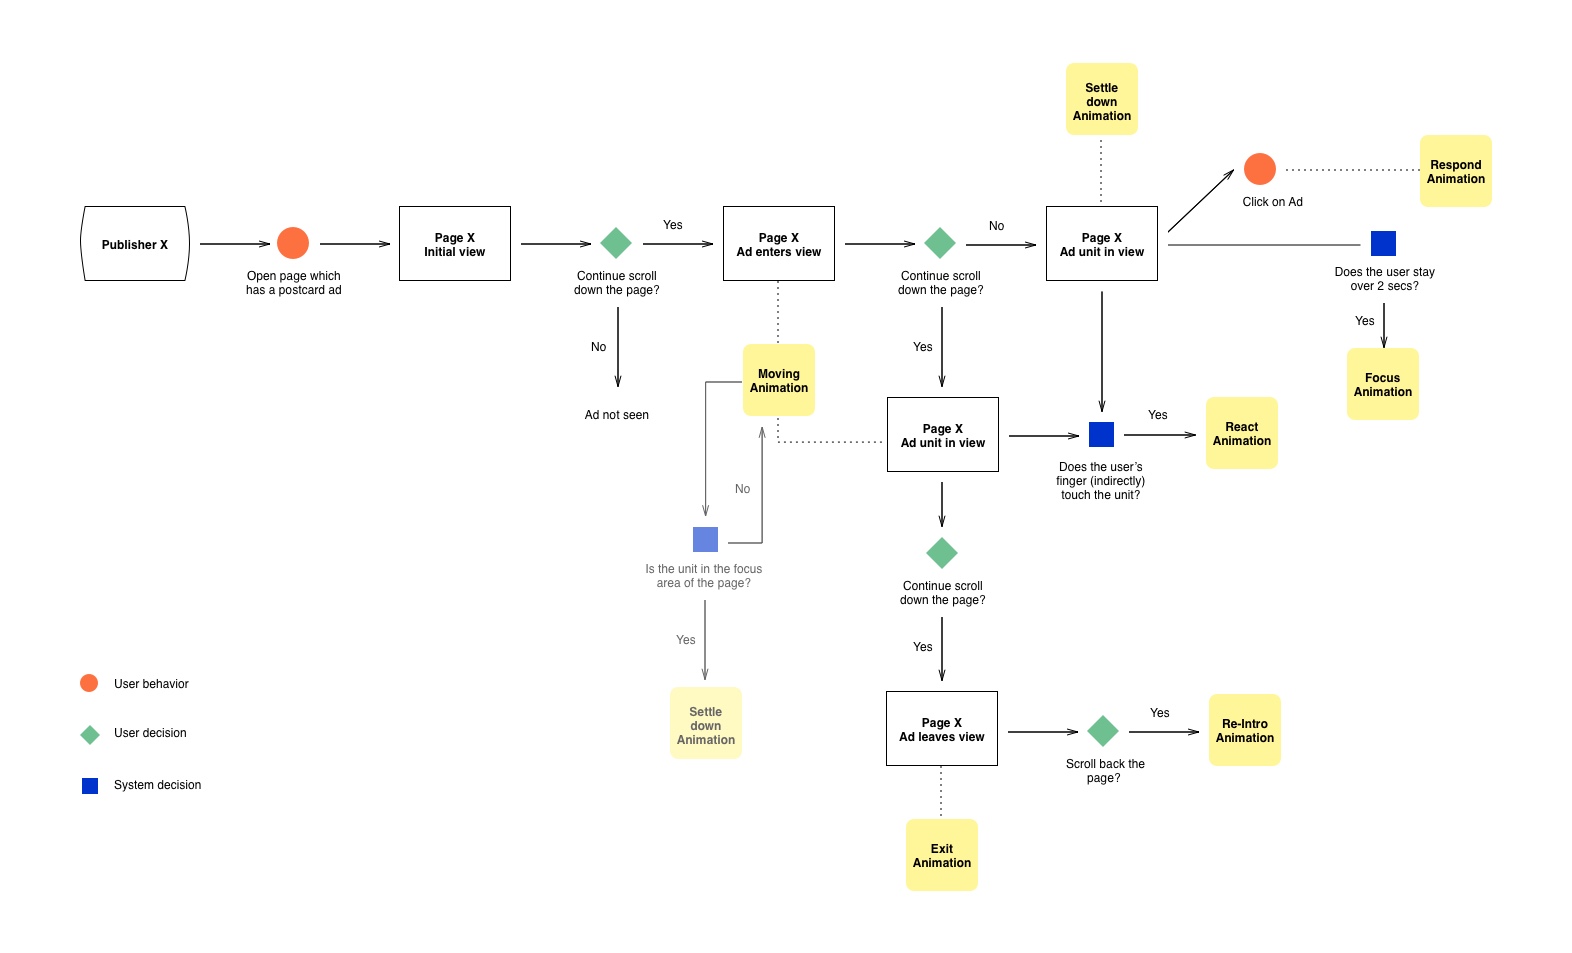 Settle
down
Animation
Respond
Animation
Click on Ad
Publisher X
Open page which
has a postcard ad
Page X
Initial view
Continue scroll
down the page?
Yes
No
Ad not seen
Page X
Ad enters view
Continue scroll
down the page?
No
Yes
Page X
Ad unit in view
Does the user stay
over 2 secs?
Yes
Focus
Animation
Moving
Animation
No
Is the unit in the focus
area of the page?
Yes
Settle
down
Animation
Page X
Ad unit in view
Does the user's
finger (indirectly)
touch the unit?
Yes
React
Animation
Continue scroll
down the page?
Yes
Page X
Ad leaves view
Scroll back the
page?
Yes
Re-Intro
Animation
Exit
Animation
User behavior
User decision
System decision